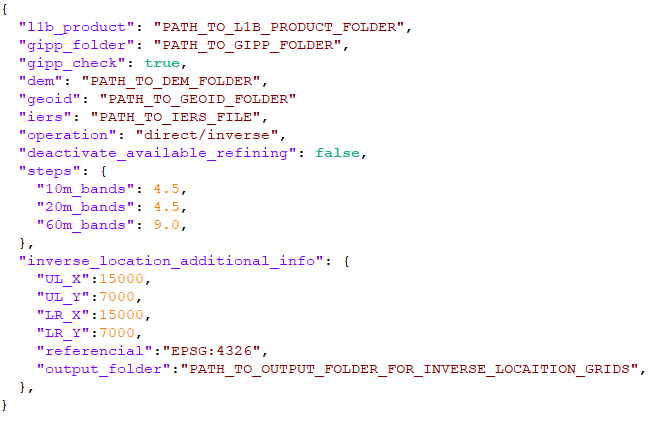 {
  "l1b_product": "PATH_TO_L1B_PRODUCT_FOLDER",
  "gipp_folder": "PATH_TO_GIPP_FOLDER",
  "gipp_check": true,
  "dem": "PATH_TO_DEM_FOLDER",
  "geoid": "PATH_TO_GEOID_FOLDER"
  "iers": "PATH_TO_IERS_FILE",
  "operation": "direct/inverse",
  "deactivate_available_refining": false,
  "steps": {
    "10m_bands": 4.5,
    "20m_bands": 4.5,
    "60m_bands": 9.0,
  },
  "inverse_location_additional_info": {
    "UL_X":15000,
    "UL_Y":7000,
    "LR_X":15000,
    "LR_Y":7000,
    "referencial":"EPSG:4326",
    "output_folder":"PATH_TO_OUTPUT_FOLDER_FOR_INVERSE_LOCAITION_GRIDS",
  },
}